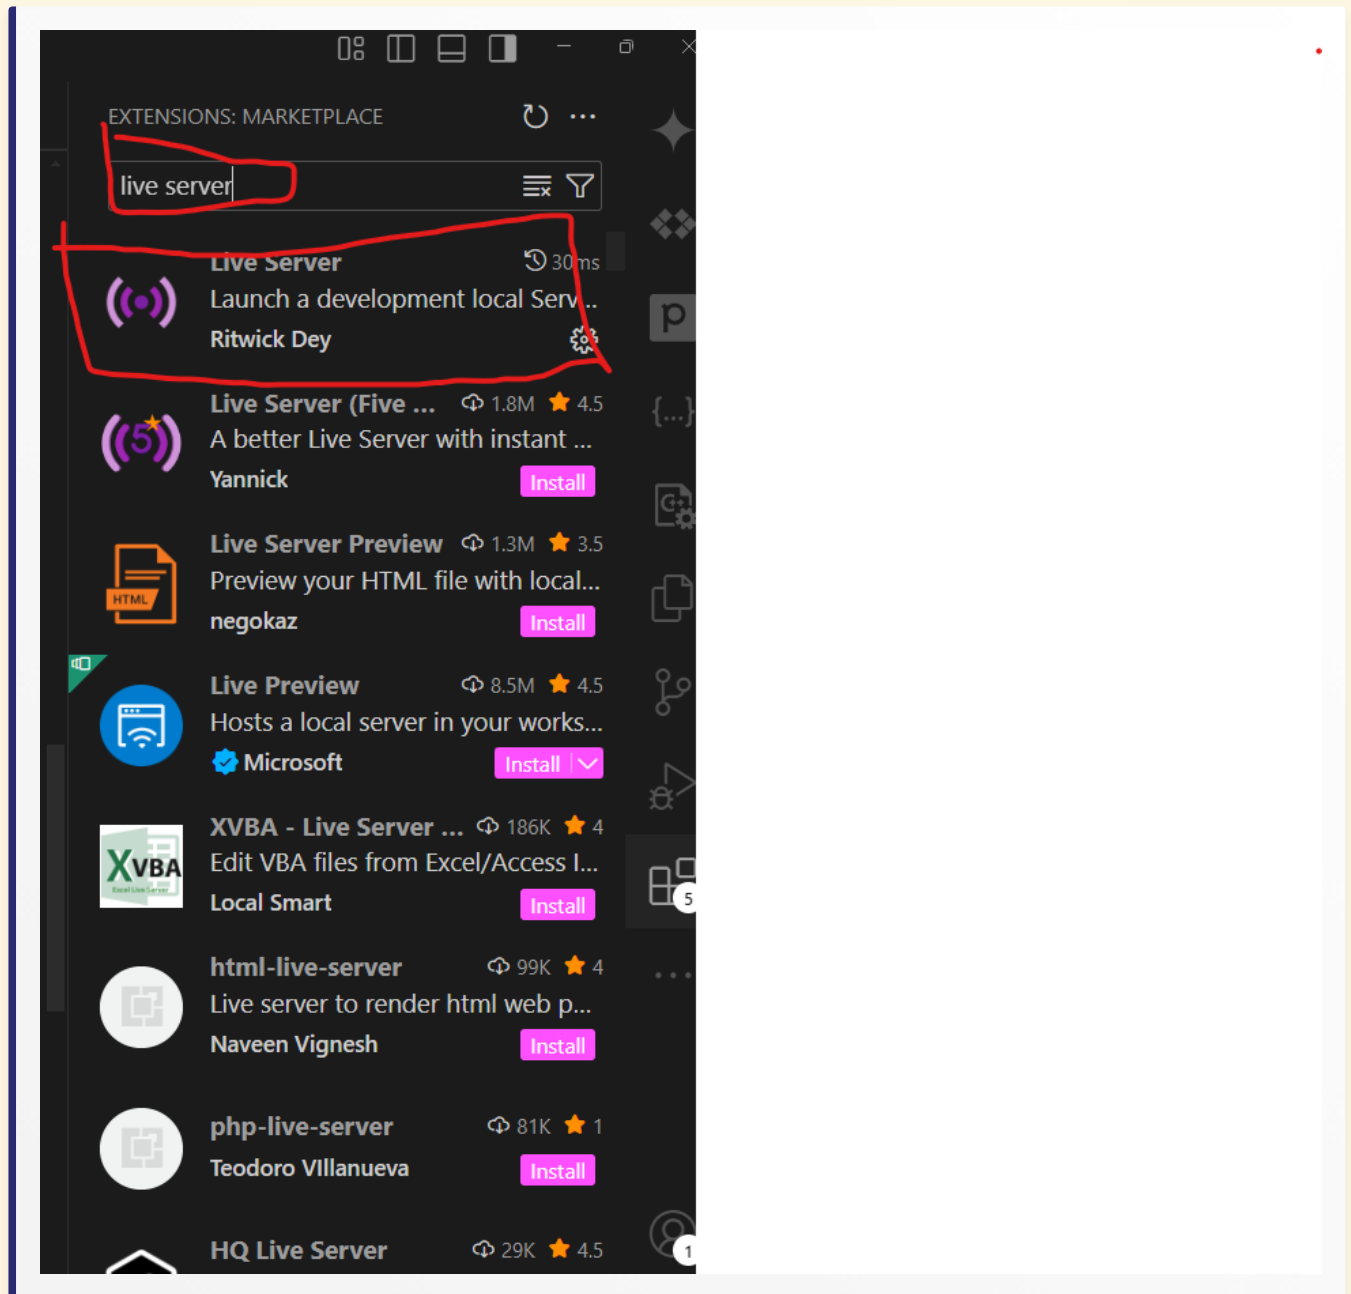 EXTENSIONS: MARKETPLACE
live server
Live Server 30ms
Launch a development local Serv...
Ritwick Dey
Live Server (Five ... 1.8M 4.5
A better Live Server with instant ...
Yannick Install
Live Server Preview 1.3M 3.5
Preview your HTML file with local...
HTML
negokaz Install
Live Preview 8.5M 4.5
Hosts a local server in your works...
Microsoft Install
XVBA - Live Server ... 186K 4
Edit VBA files from Excel/Access I...
XVBA
Excel Live Server
Local Smart Install
html-live-server 99K 4
Live server to render html web p...
Naveen Vignesh Install
php-live-server 81K 1
Teodoro VIllanueva Install
HQ Live Server 29K 4.5
5
p
{...}
C++
5
1